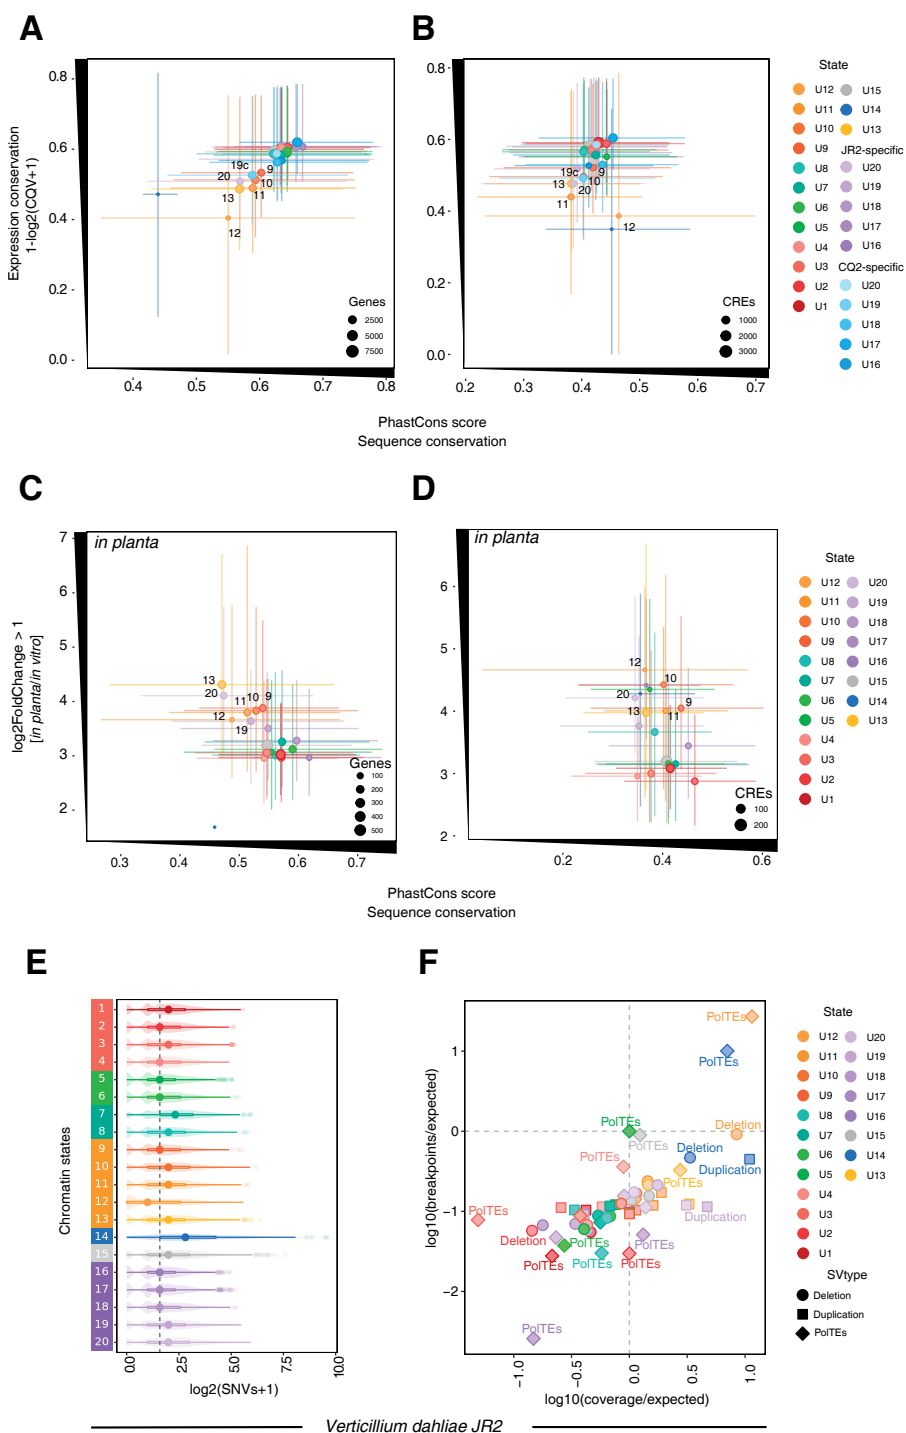 A
B
Expression conservation
1-log2(CQV+1)
0.8
0.6
0.4
0.2
0.0
19c
9
20
10
13
11
12
Genes
2500
5000
7500
0.4
0.5
0.6
0.7
0.8
0.8
0.6
0.4
0.2
0.0
19c
9
13
10
20
11
12
CREs
1000
2000
3000
0.2
0.3
0.4
0.5
0.6
0.7
PhastCons score
Sequence conservation
State
U12
U15
U11
U14
U10
U13
U9
JR2-specific
U8
U20
U7
U19
U6
U18
U5
U17
U4
U16
U3
CQ2-specific
U2
U20
U1
U19
U18
U17
U16
C
D
in planta
log2FoldChange > 1
[in planta/in vitro]
7
6
5
4
3
2
13
20
11
10
9
12
19
Genes
100
200
300
400
500
0.3
0.4
0.5
0.6
0.7
in planta
6
5
4
3
2
12
10
20
9
13
11
CREs
100
200
0.2
0.4
0.6
PhastCons score
Sequence conservation
State
U12
U20
U11
U19
U10
U18
U9
U17
U8
U16
U7
U15
U6
U14
U5
U13
U4
U3
U2
U1
E
F
Chromatin states
1
2
3
4
5
6
7
8
9
10
11
12
13
14
15
16
17
18
19
20
0.0
2.5
5.0
7.5
10.0
log2(SNVs+1)
log10(breakpoints/expected)
1
0
−1
−2
PolTEs
PolTEs
PolTEs
Deletion
PolTEs
Deletion
Duplication
PolTEs
PolTEs
PolTEs
Duplication
Deletion
PolTEs
PolTEs
PolTEs
PolTEs
PolTEs
PolTEs
−1.0
−0.5
0.0
0.5
1.0
log10(coverage/expected)
State
U12
U20
U11
U19
U10
U18
U9
U17
U8
U16
U7
U15
U6
U14
U5
U13
U4
U3
U2
U1
SVtype
Deletion
Duplication
PolTEs
Verticillium dahliae JR2